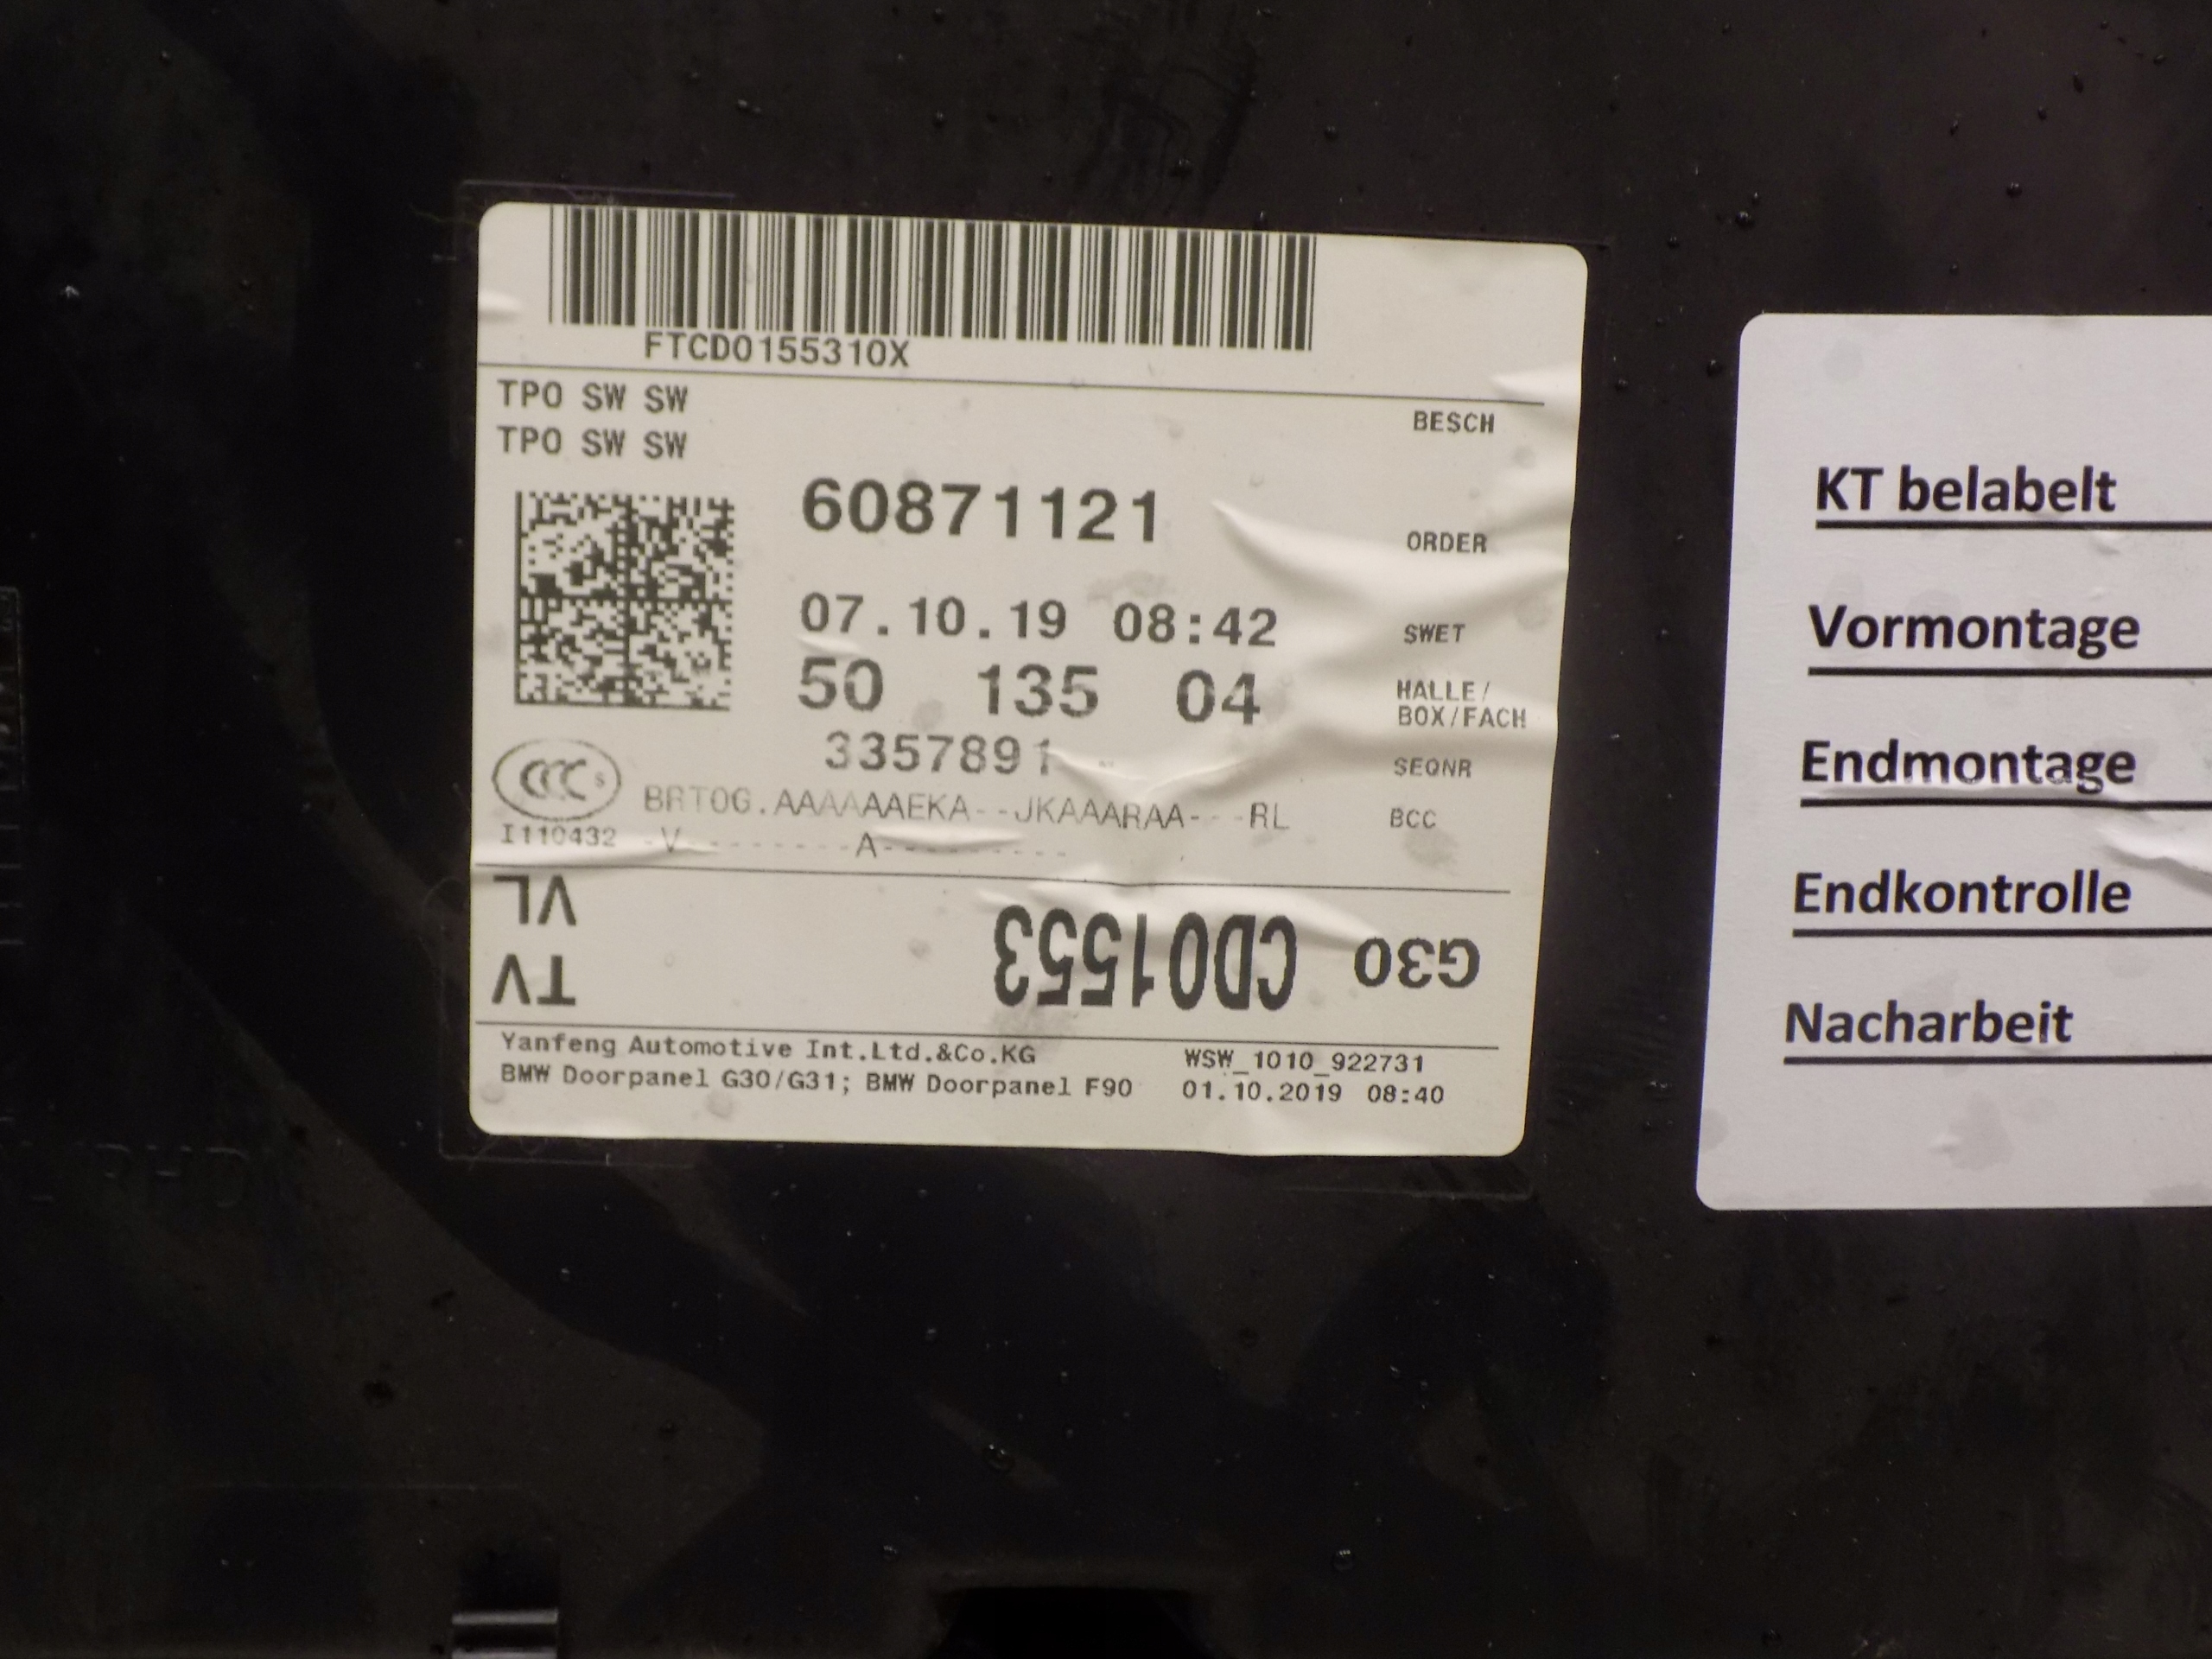 FTCD0155310X
TPO SW SW
TPO SW SW
BESCH
60871121
ORDER
07.10.19 08:42
SWET
50 135 04
HALLE/
BOX/FACH
3357891
SEQNR
CCC S
BRTOG.AAAAAAEKA--JKAAARAA---RL
BCC
I110432
-V--------A----------
VL
TV
G30 CD01553
Yanfeng Automotive Int.Ltd.&Co.KG
BMW Doorpanel G30/G31; BMW Doorpanel F90
WSW_1010_922731
01.10.2019 08:40
KT belabelt
Vormontage
Endmontage
Endkontrolle
Nacharbeit